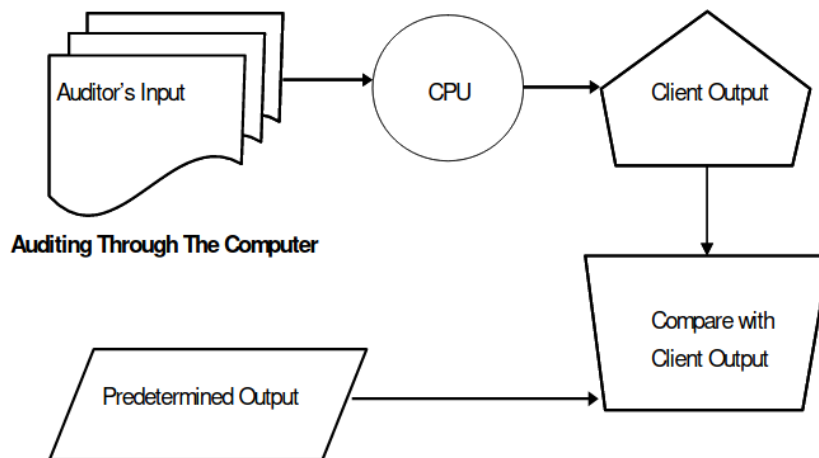 Auditor's Input
CPU
Client Output
Auditing Through The Computer
Compare with
Client Output
Predetermined Output